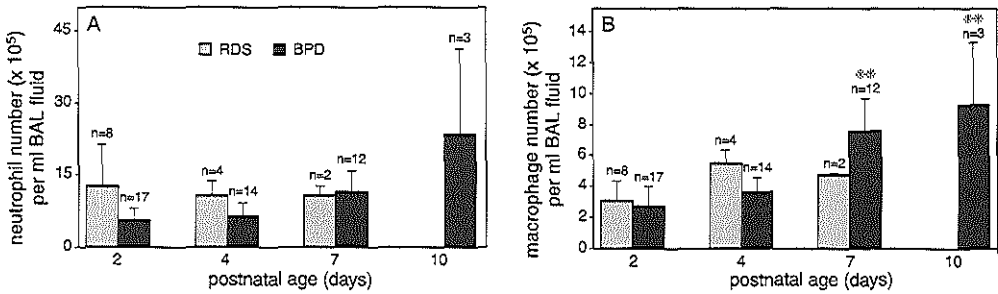 A
neutrophil number (x 10⁵)
per ml BAL fluid
45
30
15
0
RDS
BPD
n=8
n=17
n=4
n=14
n=2
n=12
n=3
2
4
7
10
postnatal age (days)
B
macrophage number (x 10⁵)
per ml BAL fluid
14
12
10
8
6
4
2
0
n=8
n=17
n=4
n=14
n=2
**
n=12
**
n=3
2
4
7
10
postnatal age (days)